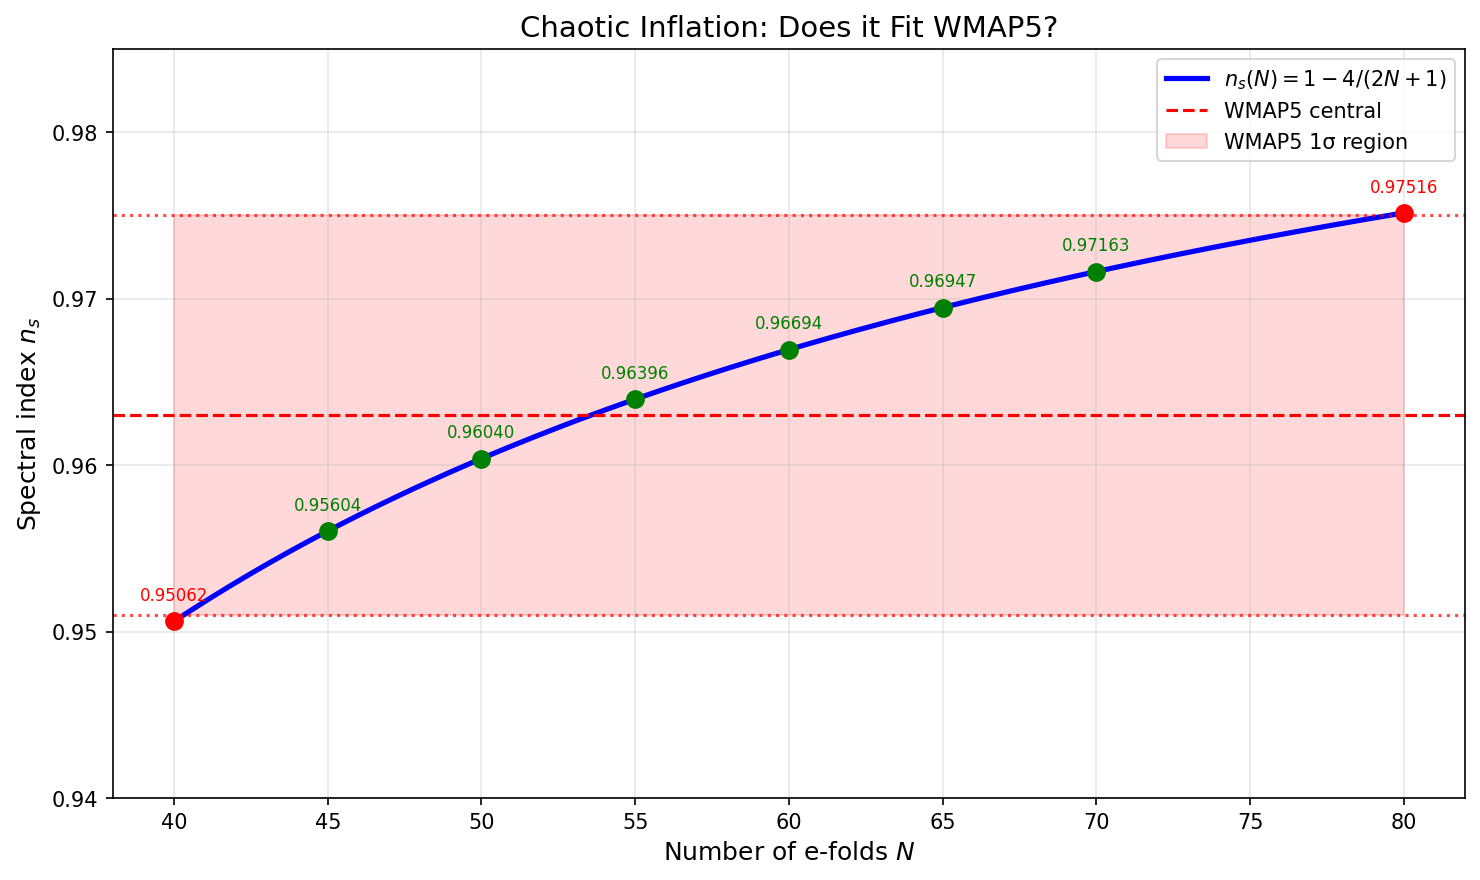 Chaotic Inflation: Does it Fit WMAP5?
n_s(N) = 1 − 4/(2N + 1)
WMAP5 central
WMAP5 1σ region
0.97516
0.97163
0.96947
0.96694
0.96396
0.96040
0.95604
0.95062
0.98
0.97
0.96
0.95
0.94
Spectral index n_s
40 45 50 55 60 65 70 75 80
Number of e-folds N